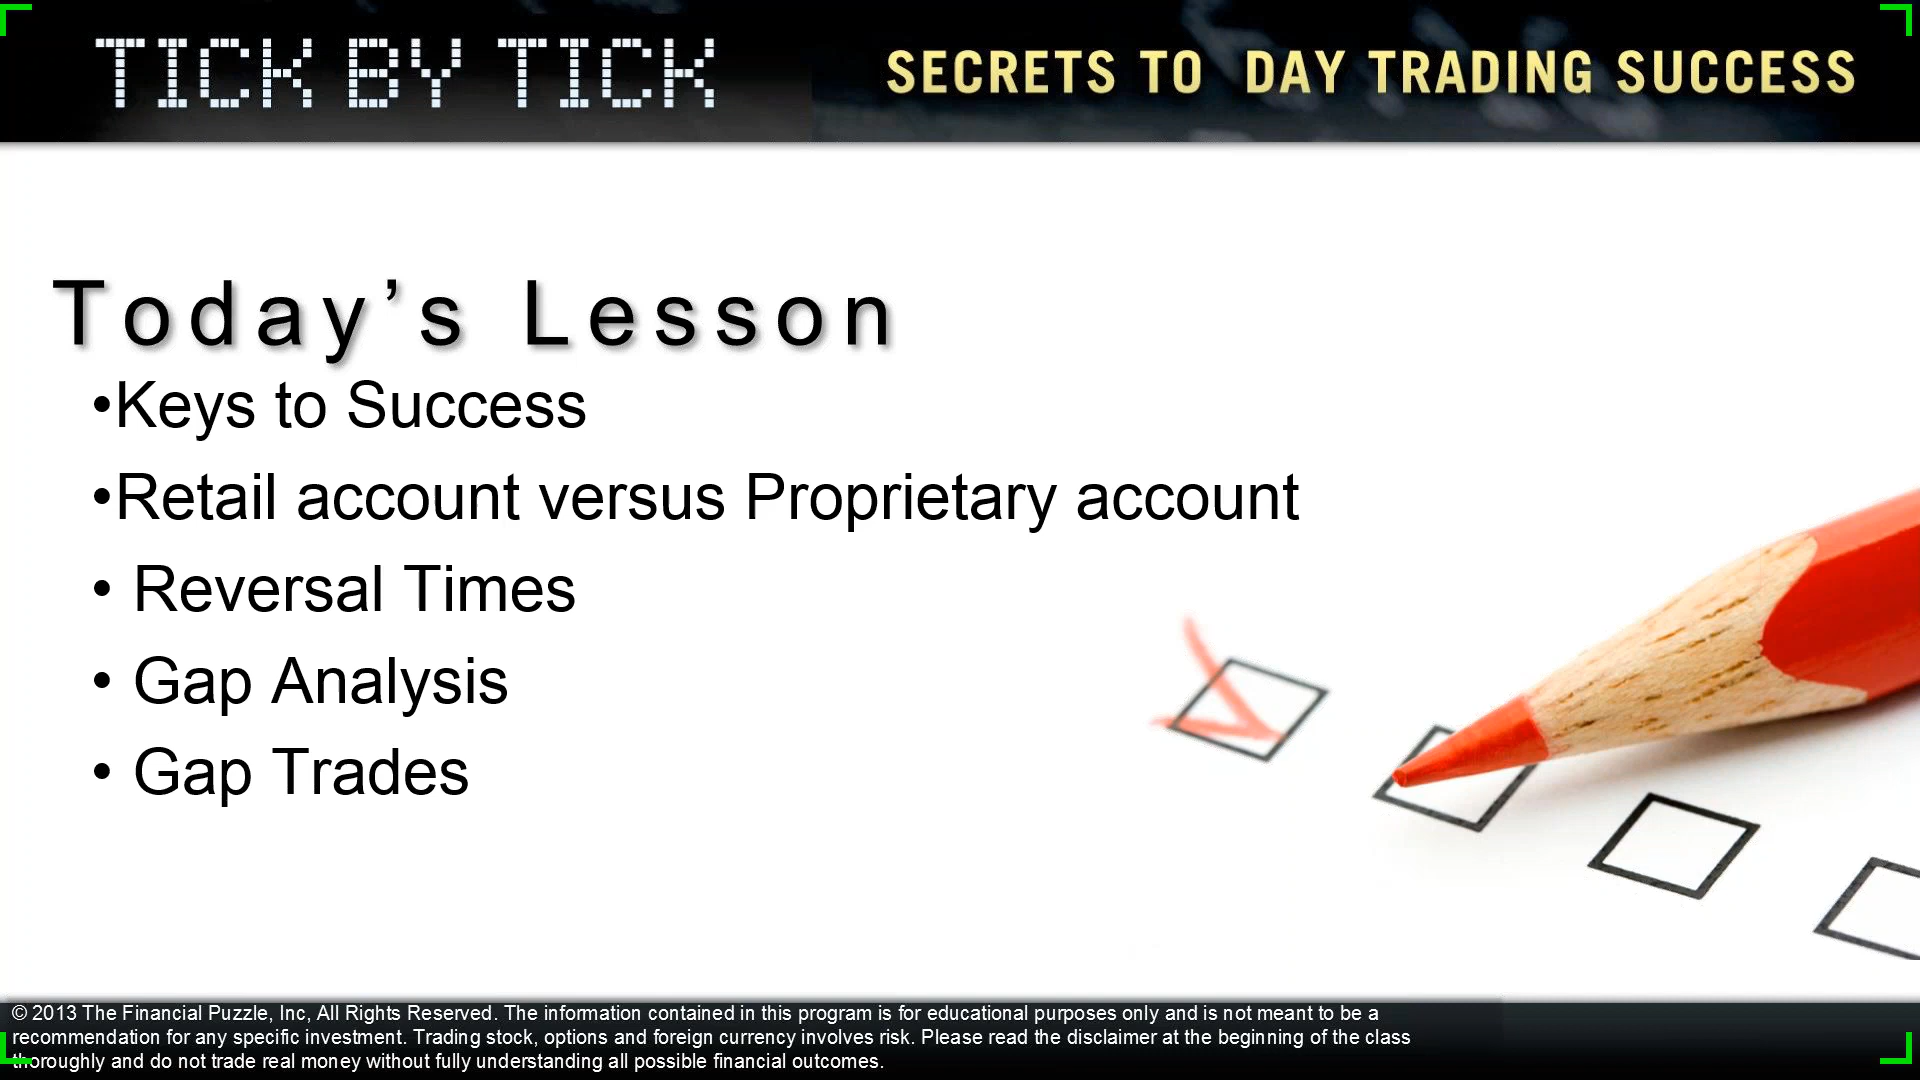 TICK BY TICK
SECRETS TO DAY TRADING SUCCESS
Today’s Lesson
•Keys to Success
•Retail account versus Proprietary account
• Reversal Times
• Gap Analysis
• Gap Trades
© 2013 The Financial Puzzle, Inc, All Rights Reserved. The information contained in this program is for educational purposes only and is not meant to be a
recommendation for any specific investment. Trading stock, options and foreign currency involves risk. Please read the disclaimer at the beginning of the class
thoroughly and do not trade real money without fully understanding all possible financial outcomes.